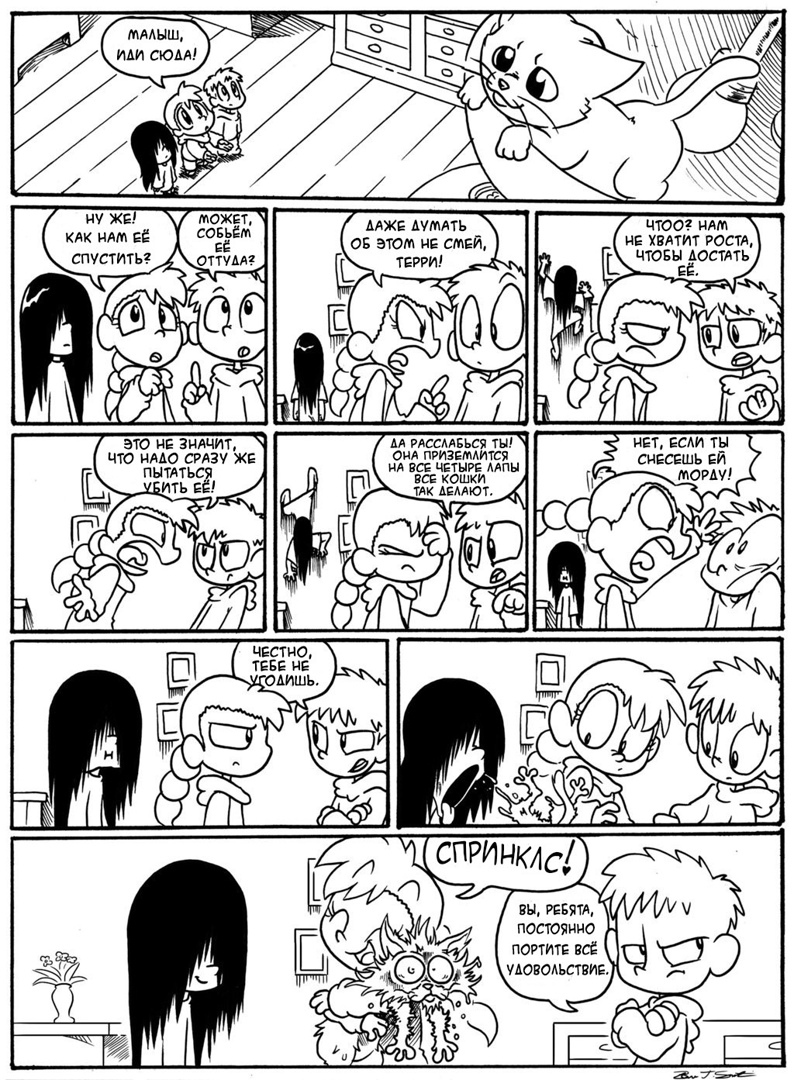 МАЛЫШ,
ИДИ СЮДА!
НУ ЖЕ!
КАК НАМ ЕЁ
СПУСТИТЬ?
МОЖЕТ,
СОБЬЁМ
ЕЁ
ОТТУДА?
ДАЖЕ ДУМАТЬ
ОБ ЭТОМ НЕ СМЕЙ,
ТЕРРИ!
ЧТОО? НАМ
НЕ ХВАТИТ РОСТА,
ЧТОБЫ ДОСТАТЬ
ЕЁ.
ЭТО НЕ ЗНАЧИТ,
ЧТО НАДО СРАЗУ ЖЕ
ПЫТАТЬСЯ
УБИТЬ ЕЁ!
ДА РАССЛАБЬСЯ ТЫ!
ОНА ПРИЗЕМЛИТСЯ
НА ВСЕ ЧЕТЫРЕ ЛАПЫ
ВСЕ КОШКИ
ТАК ДЕЛАЮТ.
НЕТ, ЕСЛИ ТЫ
СНЕСЕШЬ ЕЙ
МОРДУ!
ЧЕСТНО,
ТЕБЕ НЕ
УГОДИШЬ.
СПРИНКЛС!
ВЫ, РЕБЯТА,
ПОСТОЯННО
ПОРТИТЕ ВСЁ
УДОВОЛЬСТВИЕ.